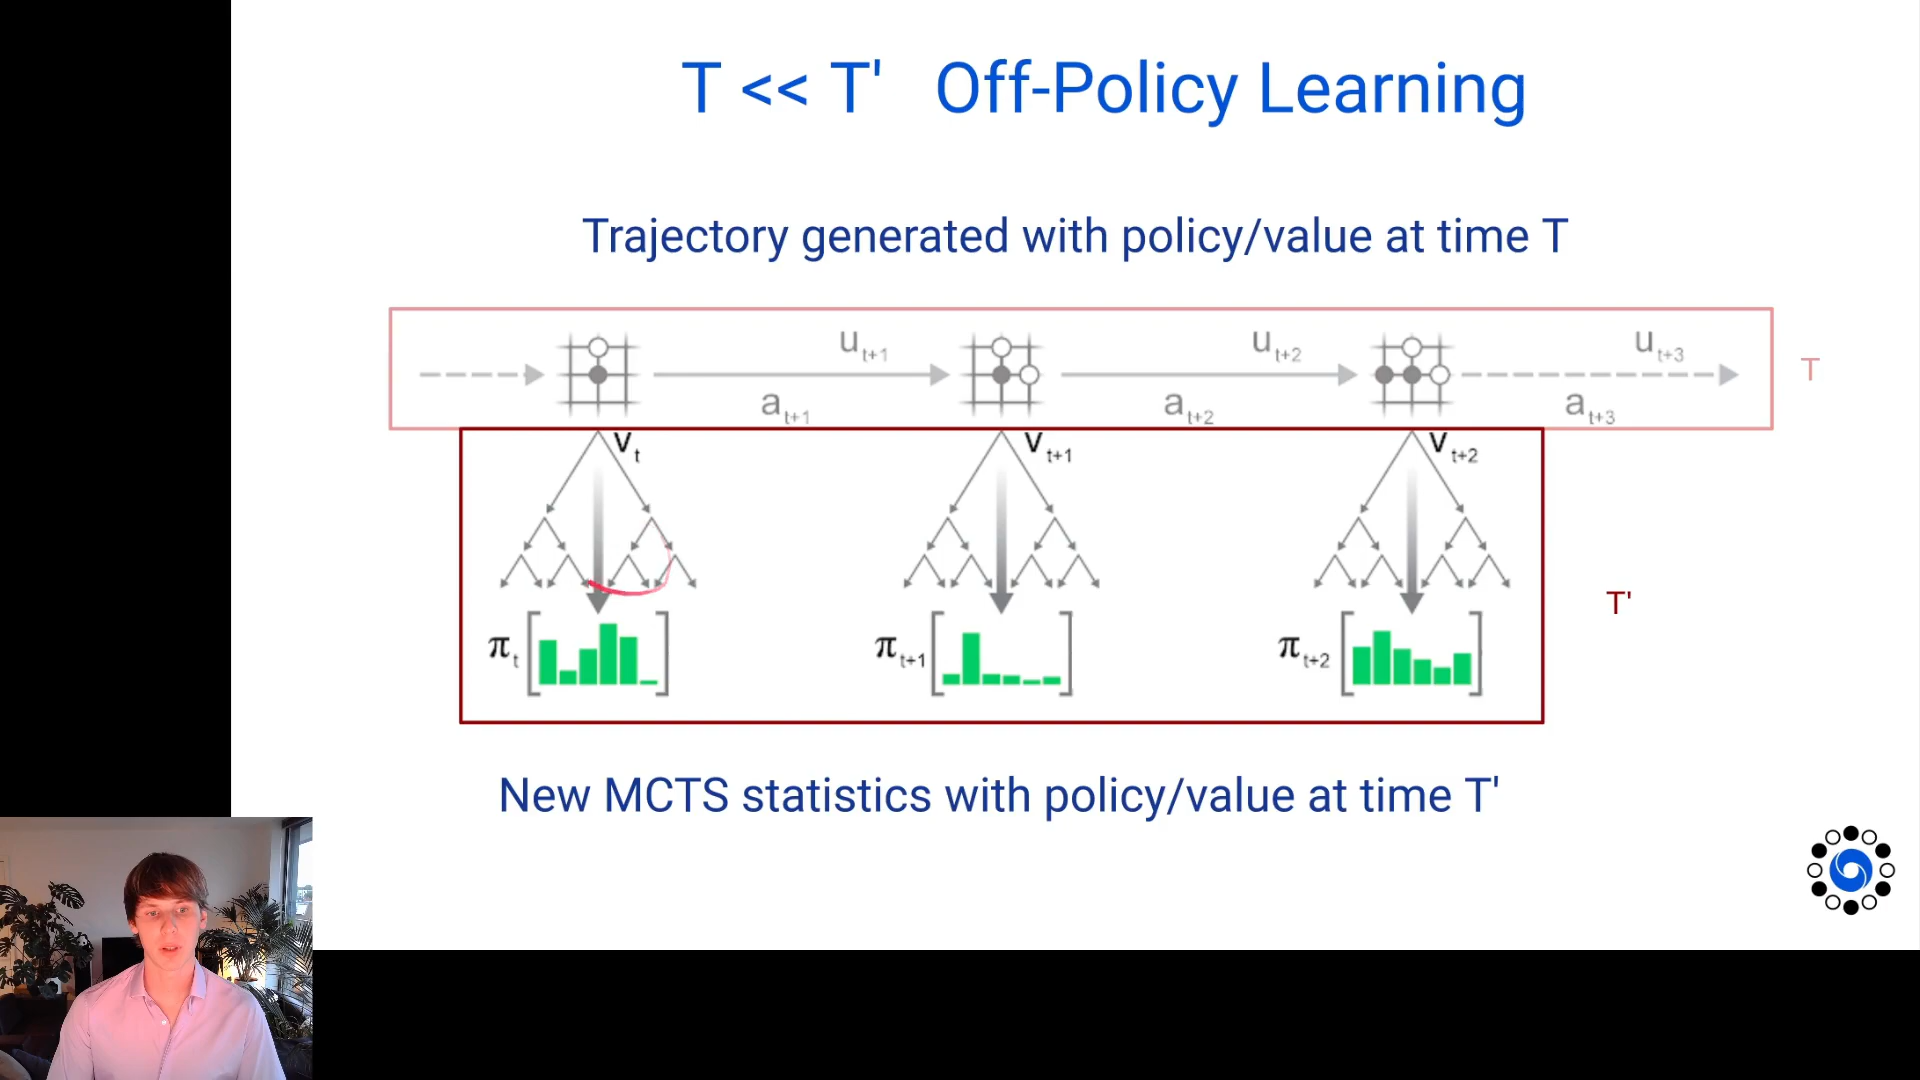 T << T' Off-Policy Learning
Trajectory generated with policy/value at time T
u t+1 u t+2 u t+3
T
a t+1 a t+2 a t+3
v t v t+1 v t+2
T'
π t π t+1 π t+2
New MCTS statistics with policy/value at time T'